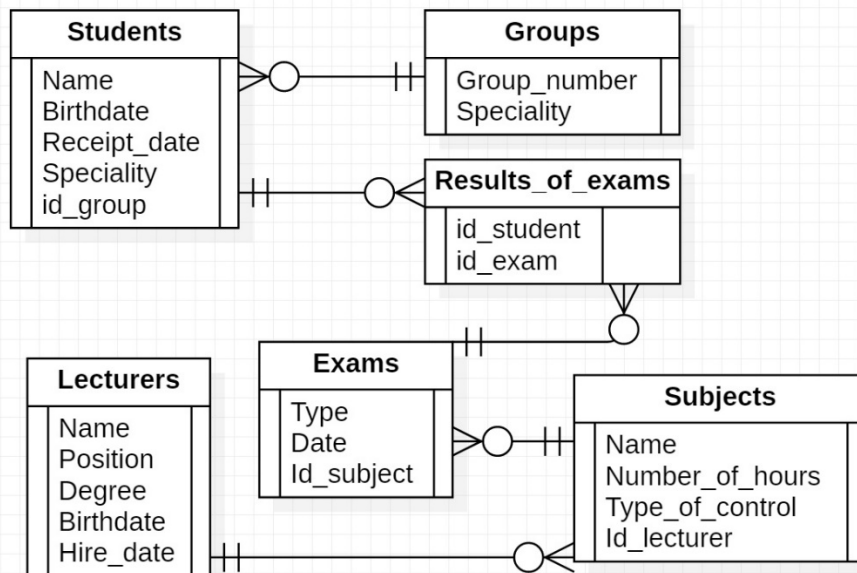 Students
Name
Birthdate
Receipt_date
Speciality
id_group
Groups
Group_number
Speciality
Results_of_exams
id_student
id_exam
Exams
Type
Date
Id_subject
Lecturers
Name
Position
Degree
Birthdate
Hire_date
Subjects
Name
Number_of_hours
Type_of_control
Id_lecturer